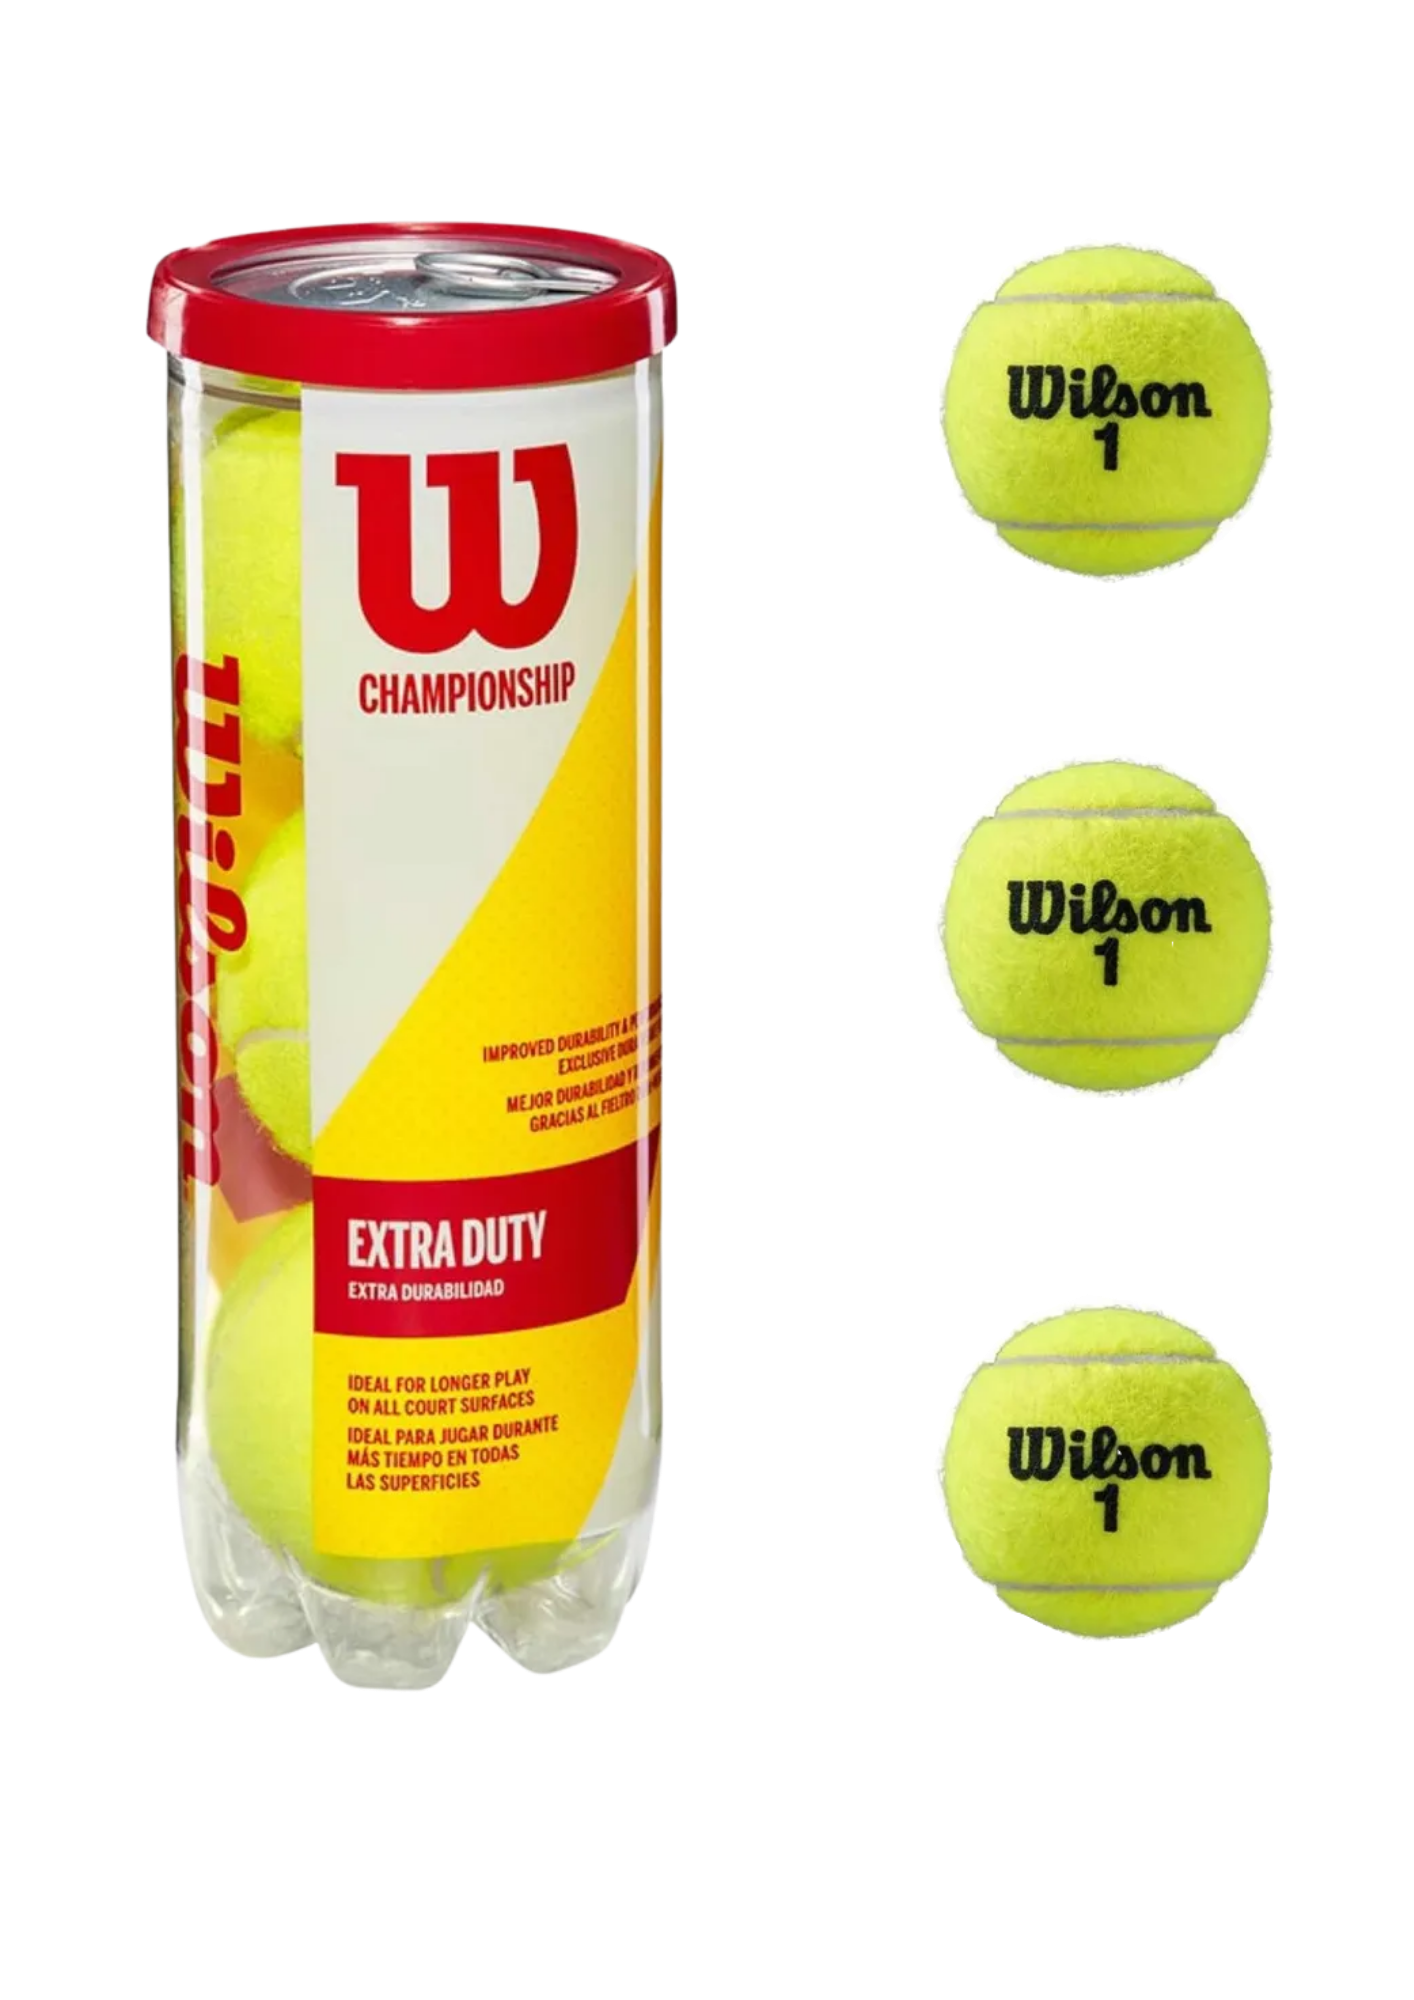 W
CHAMPIONSHIP
Wilson
IMPROVED DURABILITY &
EXCLUSIVE
MEJOR DURABILIDAD Y
GRACIAS AL FIELTRO
EXTRA DUTY
EXTRA DURABILIDAD
IDEAL FOR LONGER PLAY
ON ALL COURT SURFACES
IDEAL PARA JUGAR DURANTE
MÁS TIEMPO EN TODAS
LAS SUPERFICIES
Wilson
1
Wilson
1
Wilson
1